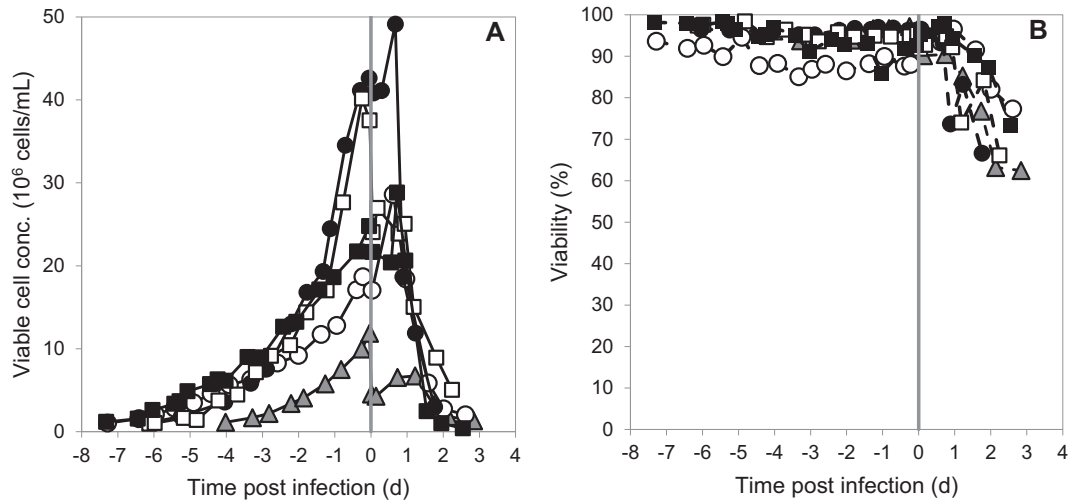 A
Viable cell conc. (10⁶ cells/mL)
50
40
30
20
10
0
-8 -7 -6 -5 -4 -3 -2 -1 0 1 2 3 4
Time post infection (d)
B
Viability (%)
100
90
80
70
60
50
40
30
20
10
0
-8 -7 -6 -5 -4 -3 -2 -1 0 1 2 3 4
Time post infection (d)